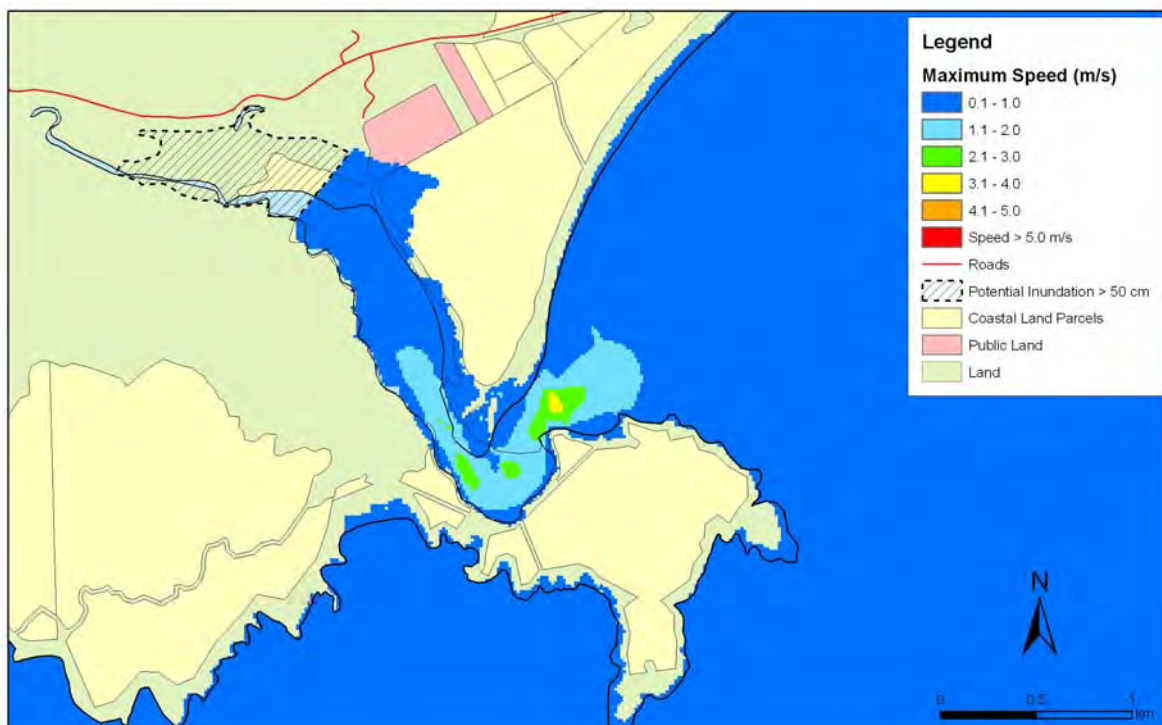 Legend
Maximum Speed (m/s)
0.1 - 1.0
1.1 - 2.0
2.1 - 3.0
3.1 - 4.0
4.1 - 5.0
Speed > 5.0 m/s
Roads
Potential Inundation > 50 cm
Coastal Land Parcels
Public Land
Land
N
0 0.5 1
km